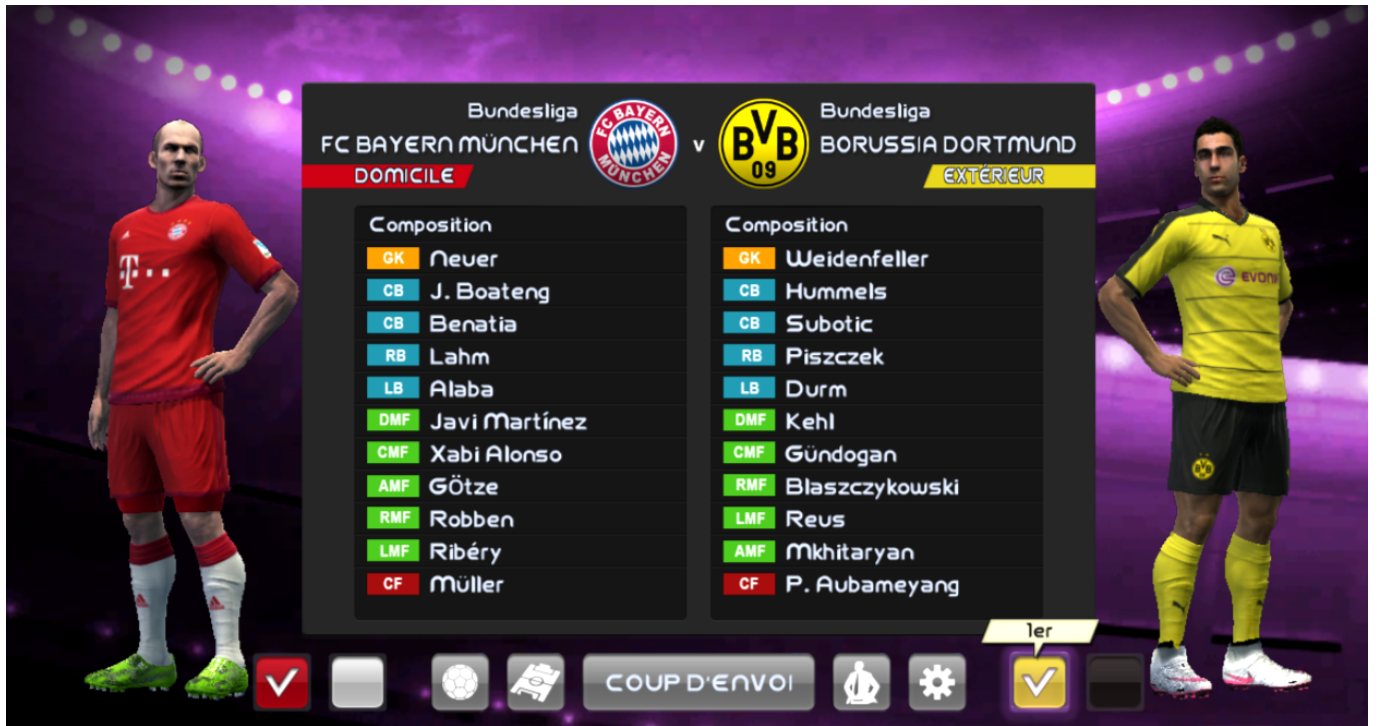 Bundesliga
FC BAYERN MÜNCHEN
DOMICILE
FC BAYERN
MÜNCHEN
v
BVB
09
Bundesliga
BORUSSIA DORTMUND
EXTÉRIEUR
Composition
GK Neuer
CB J. Boateng
CB Benatia
RB Lahm
LB Alaba
DMF Javi Martínez
CMF Xabi Alonso
AMF GÖtze
RMF Robben
LMF Ribéry
CF Müller
Composition
GK Weidenfeller
CB Hummels
CB Subotic
RB Piszczek
LB Durm
DMF Kehl
CMF Gündogan
RMF Blaszczykowski
LMF Reus
AMF Mkhitaryan
CF P. Aubameyang
T
EVONI
BVB
1er
COUP D'ENVOI